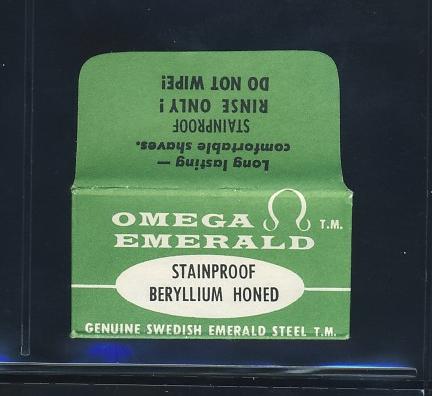 Long lasting —
comfortable shaves.
STAINPROOF
RINSE ONLY!
DO NOT WIPE!
OMEGA T.M.
EMERALD
STAINPROOF
BERYLLIUM HONED
GENUINE SWEDISH EMERALD STEEL T.M.